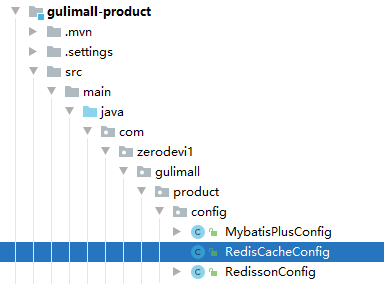 gulimall-product
.mvn
.settings
src
main
java
com
zerodevi1
gulimall
product
config
MybatisPlusConfig
RedisCacheConfig
RedissonConfig